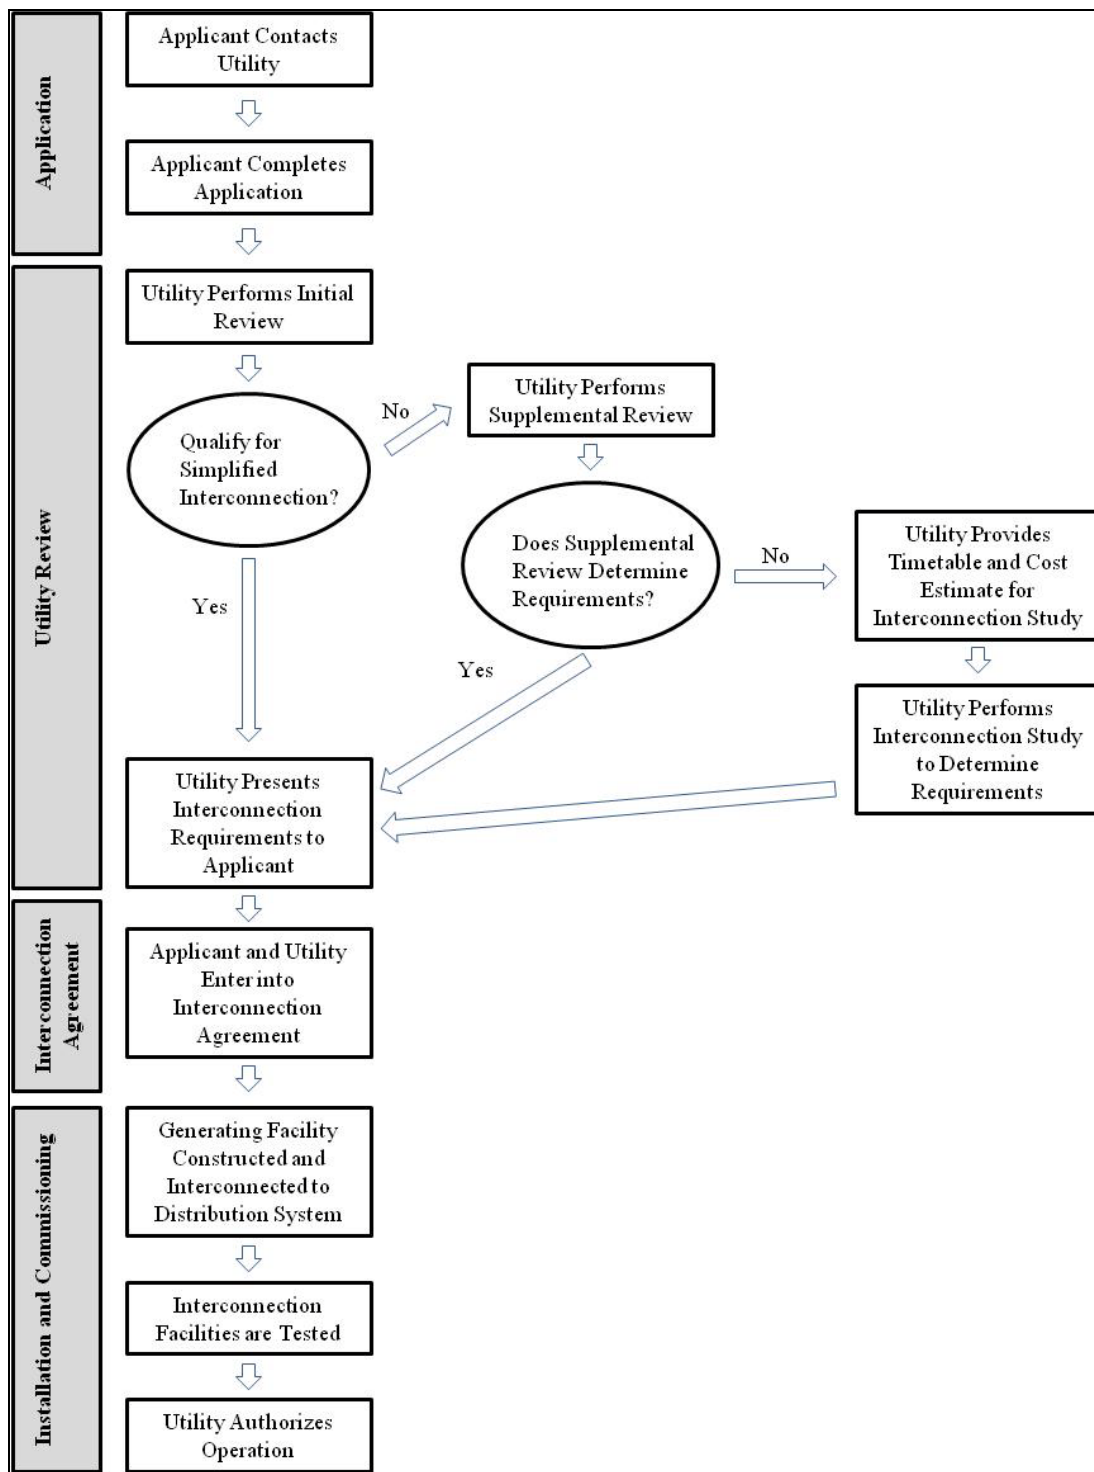 Application
Applicant Contacts
Utility
Applicant Completes
Application
Utility Review
Utility Performs Initial
Review
Qualify for
Simplified
Interconnection?
No
Utility Performs
Supplemental Review
Does Supplemental
Review Determine
Requirements?
No
Utility Provides
Timetable and Cost
Estimate for
Interconnection Study
Yes
Yes
Utility Performs
Interconnection Study
to Determine
Requirements
Utility Presents
Interconnection
Requirements to
Applicant
Interconnection
Agreement
Applicant and Utility
Enter into
Interconnection
Agreement
Installation and Commissioning
Generating Facility
Constructed and
Interconnected to
Distribution System
Interconnection
Facilities are Tested
Utility Authorizes
Operation